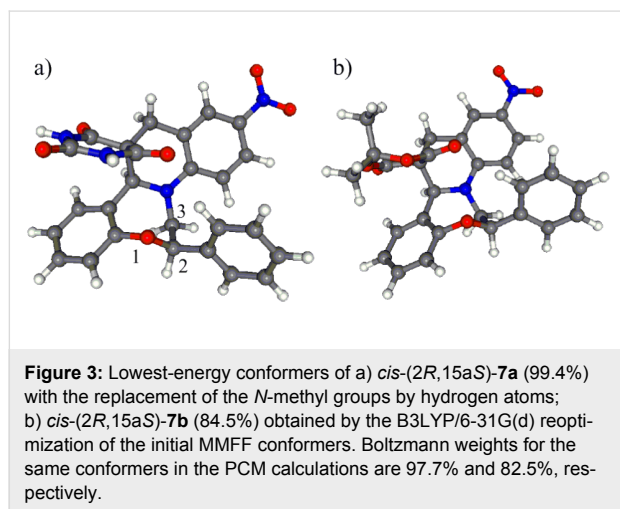 a)
b)
3
1
2
Figure 3: Lowest-energy conformers of a) cis-(2R,15aS)-7a (99.4%)
with the replacement of the N-methyl groups by hydrogen atoms;
b) cis-(2R,15aS)-7b (84.5%) obtained by the B3LYP/6-31G(d) reopti-
mization of the initial MMFF conformers. Boltzmann weights for the
same conformers in the PCM calculations are 97.7% and 82.5%, res-
pectively.